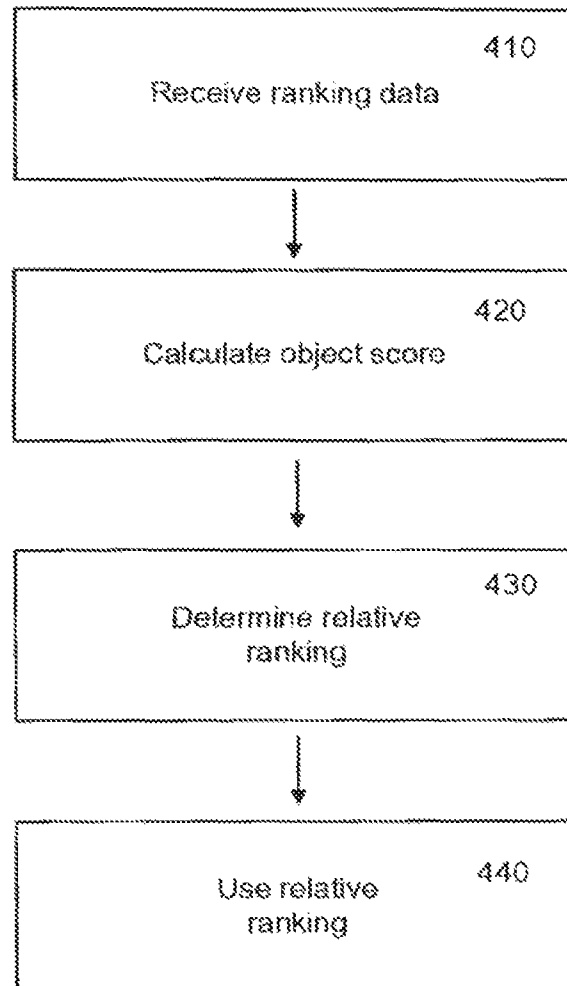 410
Receive ranking data
420
Calculate object score
430
Determine relative
ranking
440
Use relative
ranking